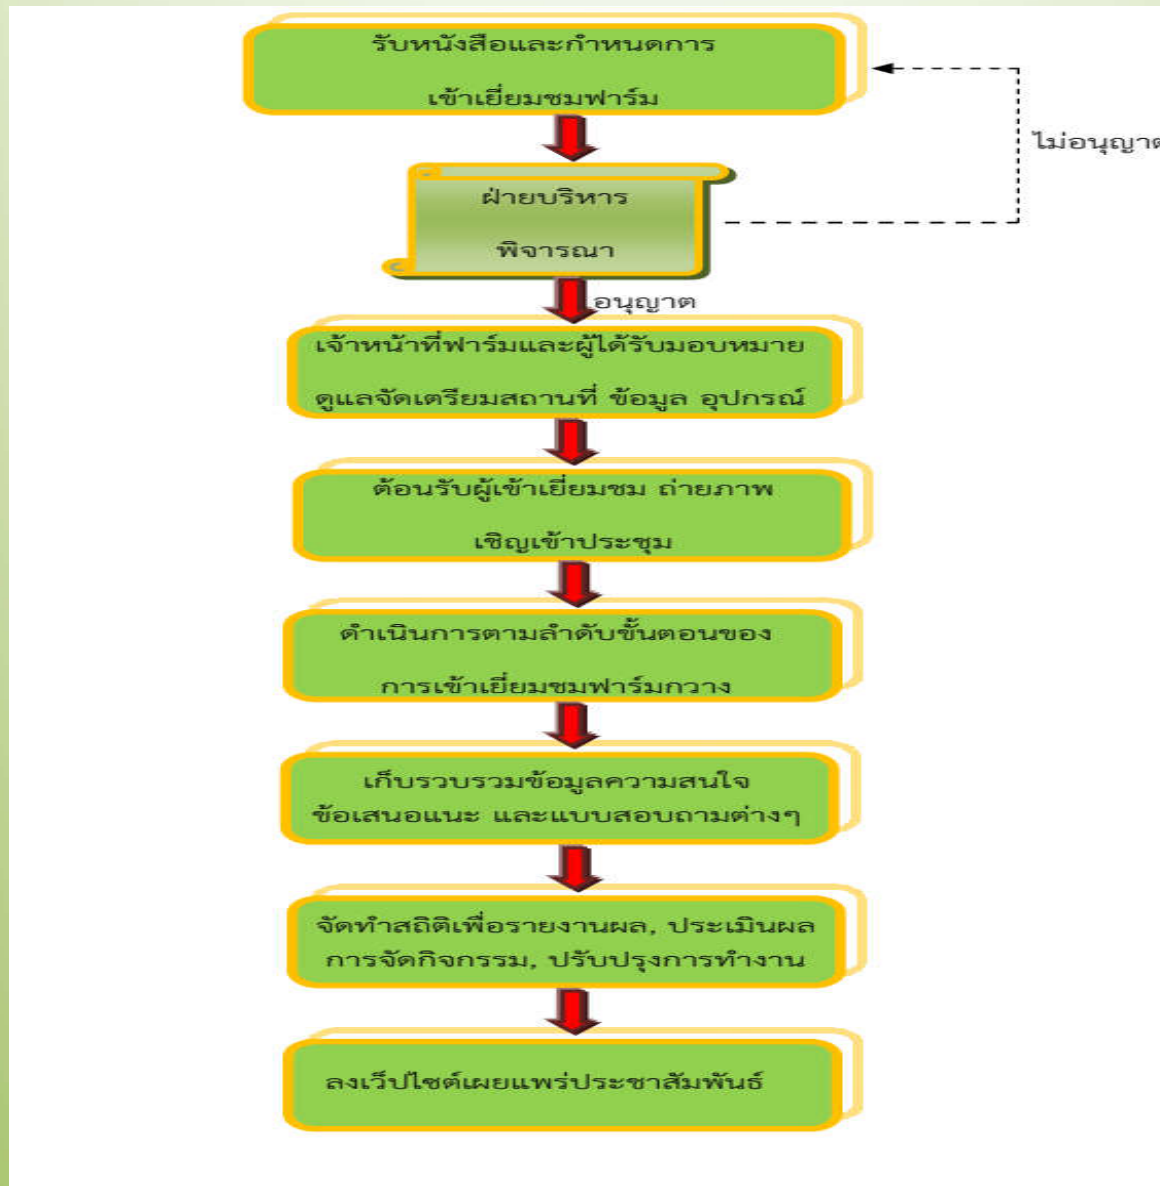 รับหนังสือและกำหนดการ
เข้าเยี่ยมชมฟาร์ม
ไม่อนุญาต
ฝ่ายบริหาร
พิจารณา
อนุญาต
เจ้าหน้าที่ฟาร์มและผู้ได้รับมอบหมาย
ดูแลจัดเตรียมสถานที่ ข้อมูล อุปกรณ์
ต้อนรับผู้เข้าเยี่ยมชม ถ่ายภาพ
เชิญเข้าประชุม
ดำเนินการตามลำดับขั้นตอนของ
การเข้าเยี่ยมชมฟาร์มกวาง
เก็บรวบรวมข้อมูลความสนใจ
ข้อเสนอแนะ และแบบสอบถามต่างๆ
จัดทำสถิติเพื่อรายงานผล, ประเมินผล
การจัดกิจกรรม, ปรับปรุงการทำงาน
ลงเว็ปไซต์เผยแพร่ประชาสัมพันธ์